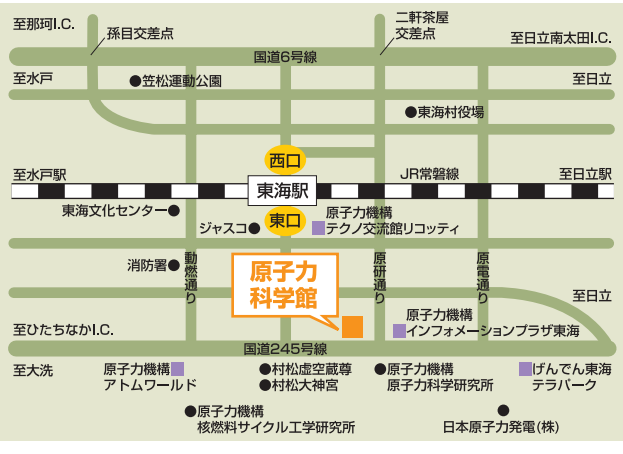 至那珂I.C.
孫目交差点
二軒茶屋
交差点
至日立南太田I.C.
国道6号線
至水戸
笠松運動公園
至日立
東海村役場
西口
至水戸駅
JR常磐線
至日立駅
東海駅
東海文化センター
ジャスコ
東口
原子力機構
テクノ交流館リコッティ
消防署
動燃通り
原子力
科学館
原研通り
原電通り
至日立
原子力機構
インフォメーションプラザ東海
至ひたちなかI.C.
国道245号線
至大洗
原子力機構
アトムワールド
村松虚空蔵尊
村松大神宮
原子力機構
原子力科学研究所
げんでん東海
テラパーク
原子力機構
核燃料サイクル工学研究所
日本原子力発電(株)